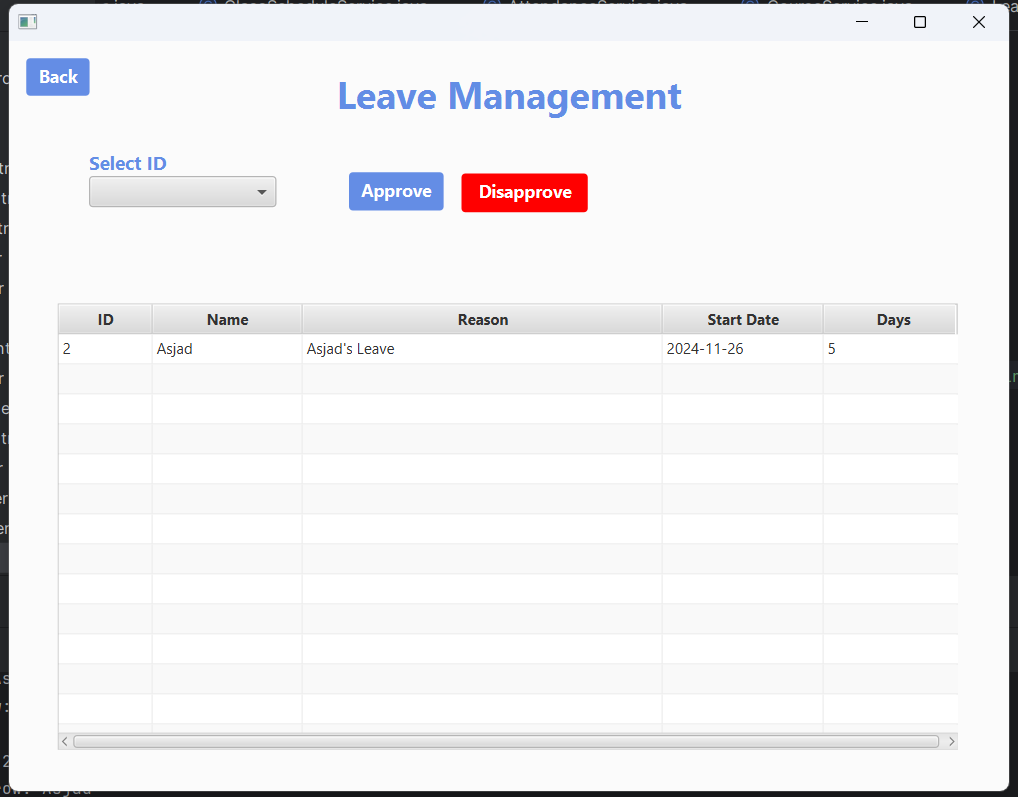 Back
Leave Management
Select ID
Approve
Disapprove
ID Name Reason Start Date Days
2 Asjad Asjad's Leave 2024-11-26 5